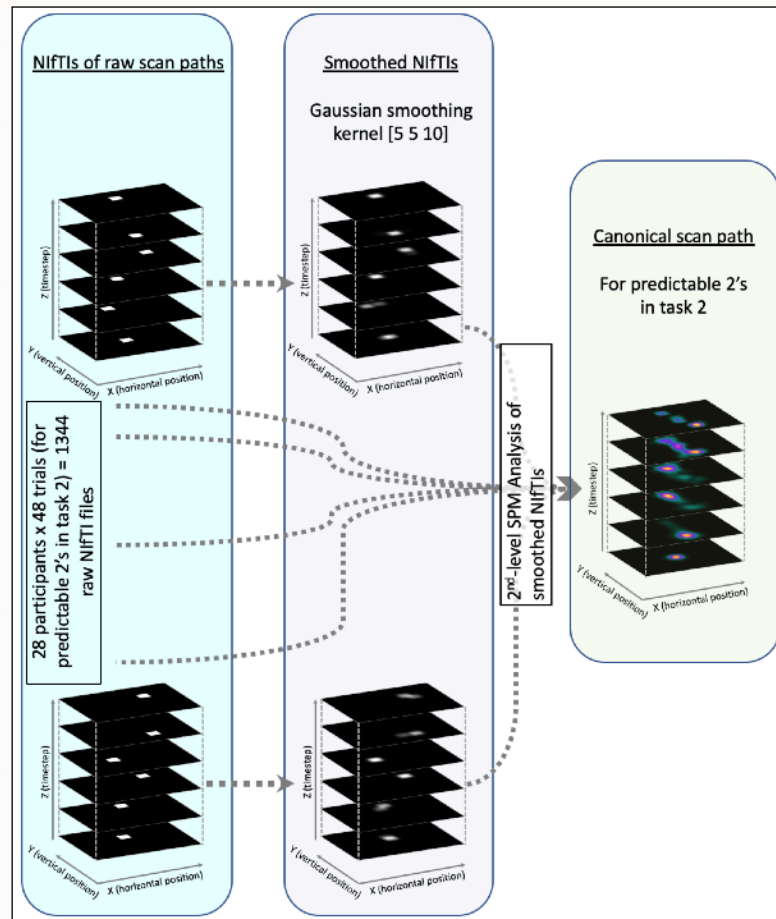 NIfTIs of raw scan paths
Z (timestep)
Y (vertical position)
X (horizontal position)
28 participants x 48 trials (for
predictable 2's in task 2) = 1344
raw NIfTI files
Z (timestep)
Y (vertical position)
X (horizontal position)
Smoothed NIfTIs
Gaussian smoothing
kernel [5 5 10]
Z (timestep)
Y (vertical position)
X (horizontal position)
2nd-level SPM Analysis of
smoothed NIfTIs
Z (timestep)
Y (vertical position)
X (horizontal position)
Canonical scan path
For predictable 2's
in task 2
Z (timestep)
Y (vertical position)
X (horizontal position)